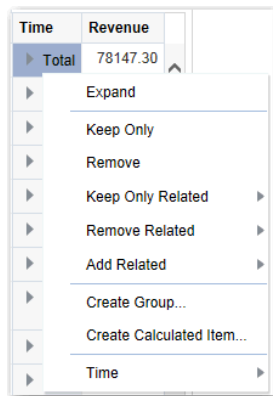 Time Revenue
Total 78147.30
Expand
Keep Only
Remove
Keep Only Related
Remove Related
Add Related
Create Group...
Create Calculated Item...
Time